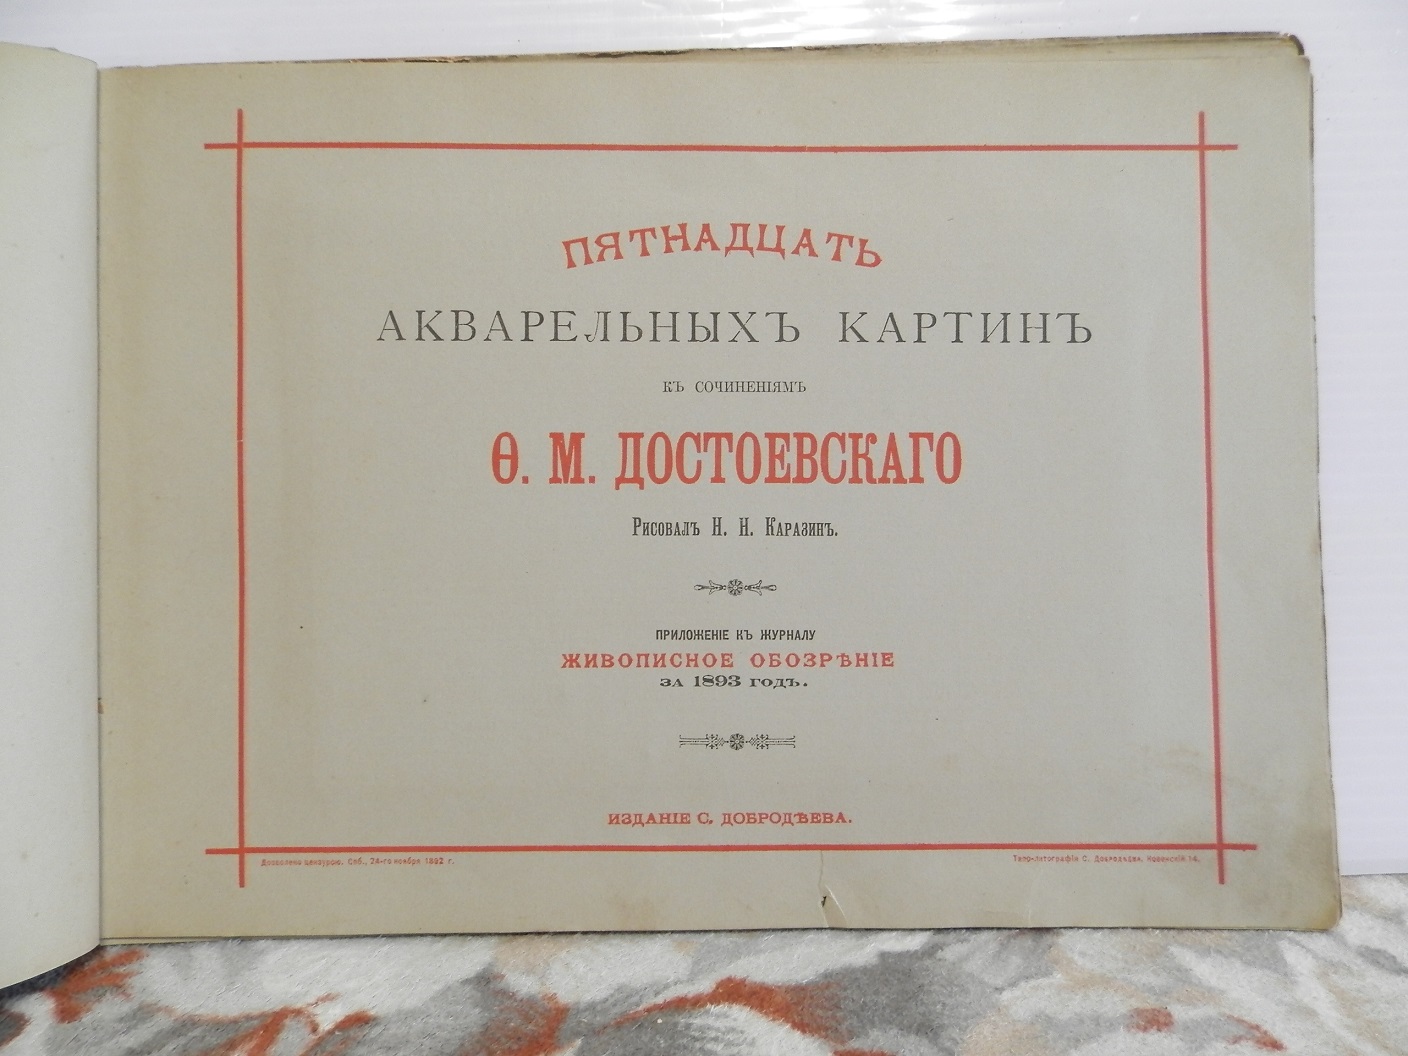 ПЯТНАДЦАТЬ
АКВАРЕЛЬНЫХЪ КАРТИНЪ
КЪ СОЧИНЕНІЯМЪ
Ѳ. М. ДОСТОЕВСКАГО
Рисовалъ Н. Н. Каразинъ.
ПРИЛОЖЕНІЕ КЪ ЖУРНАЛУ
ЖИВОПИСНОЕ ОБОЗРѢНІЕ
ЗА 1893 ГОДЪ.
ИЗДАНІЕ С. ДОБРОДѢЕВА.
Дозволено цензурою. Спб., 24-го ноября 1892 г.
Типо-литографія С. Добродѣева, Ковенскій 14.